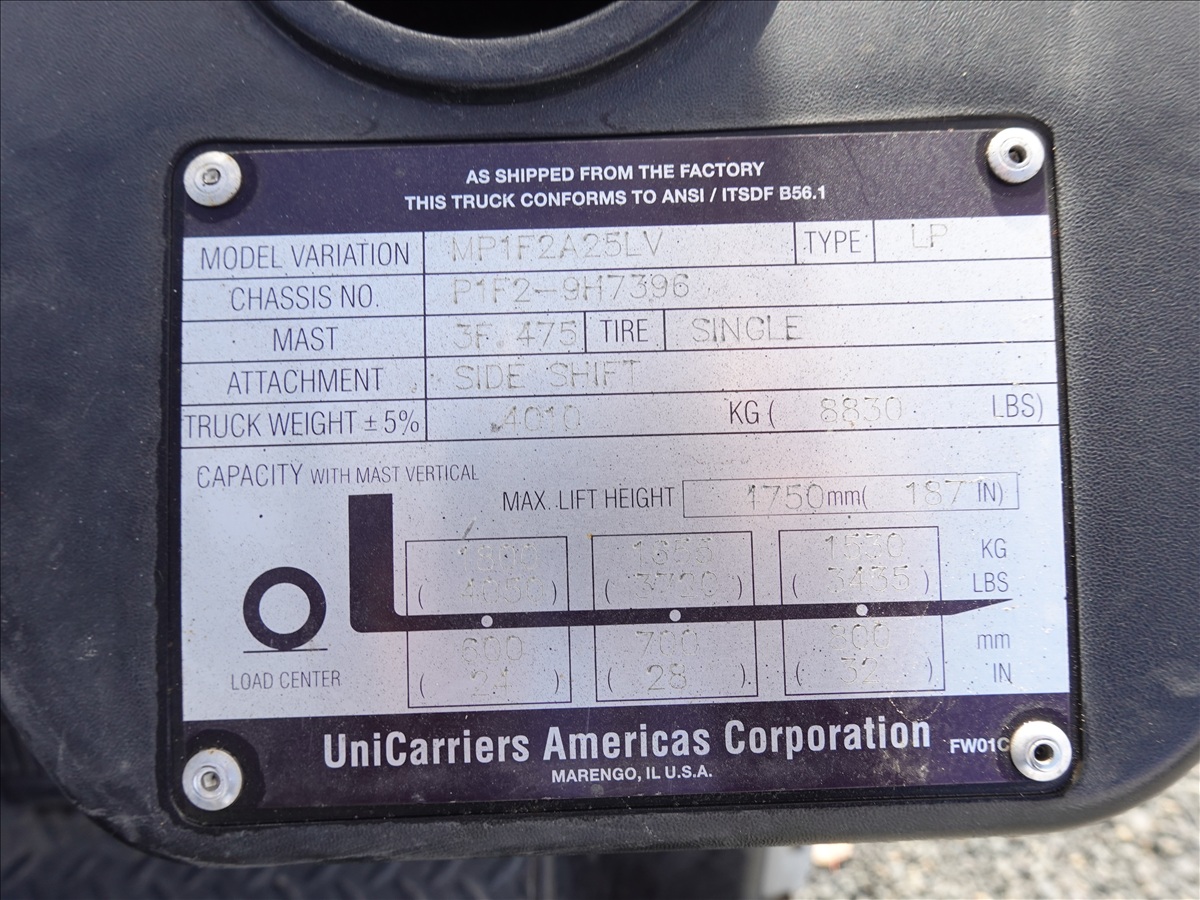 AS SHIPPED FROM THE FACTORY
THIS TRUCK CONFORMS TO ANSI / ITSDF B56.1
MODEL VARIATION MP1F2A25LV TYPE LP
CHASSIS NO. P1F2-9H7396
MAST 3F 475 TIRE SINGLE
ATTACHMENT SIDE SHIFT
TRUCK WEIGHT ± 5% 4010 KG ( 8830 LBS)
CAPACITY WITH MAST VERTICAL
MAX. LIFT HEIGHT 4750mm( 187 IN)
1530 KG
( ) ( 3720 ) ( ) LBS
600 700 800 mm
( 24 ) ( 28 ) ( 32 ) IN
LOAD CENTER
UniCarriers Americas Corporation FW01C
MARENGO, IL U.S.A.